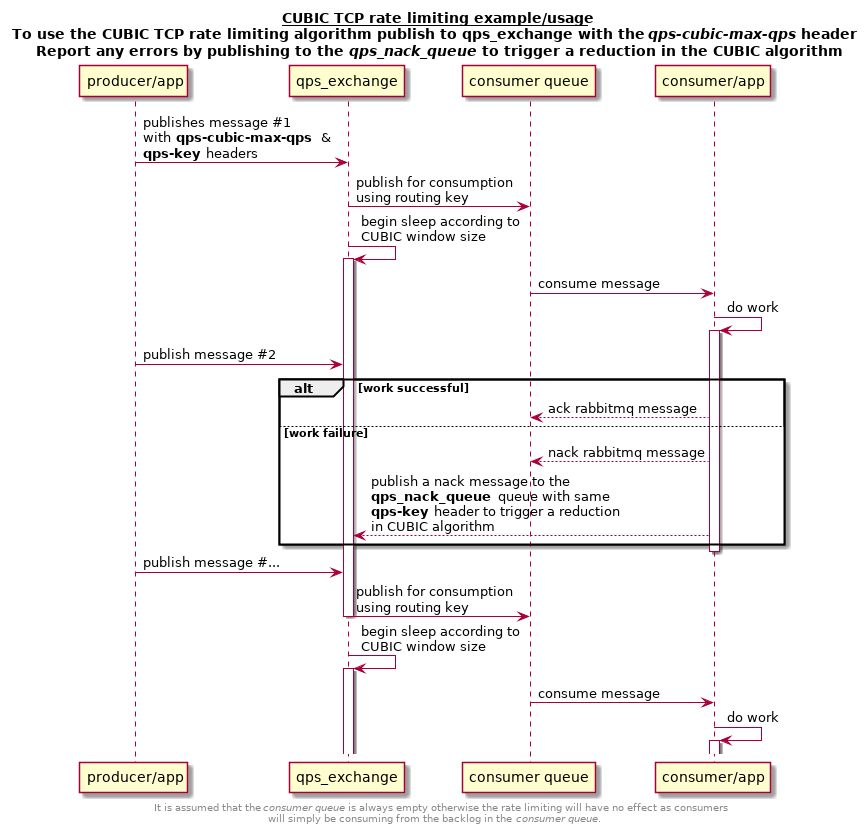 CUBIC TCP rate limiting example/usage
To use the CUBIC TCP rate limiting algorithm publish to qps_exchange with the qps-cubic-max-qps header
Report any errors by publishing to the qps_nack_queue to trigger a reduction in the CUBIC algorithm
producer/app
qps_exchange
consumer queue
consumer/app
publishes message #1
with qps-cubic-max-qps &
qps-key headers
publish for consumption
using routing key
begin sleep according to
CUBIC window size
consume message
do work
publish message #2
alt
[work successful]
ack rabbitmq message
[work failure]
nack rabbitmq message
publish a nack message to the
qps_nack_queue queue with same
qps-key header to trigger a reduction
in CUBIC algorithm
publish message #...
publish for consumption
using routing key
begin sleep according to
CUBIC window size
consume message
do work
producer/app
qps_exchange
consumer queue
consumer/app
It is assumed that the consumer queue is always empty otherwise the rate limiting will have no effect as consumers
will simply be consuming from the backlog in the consumer queue.